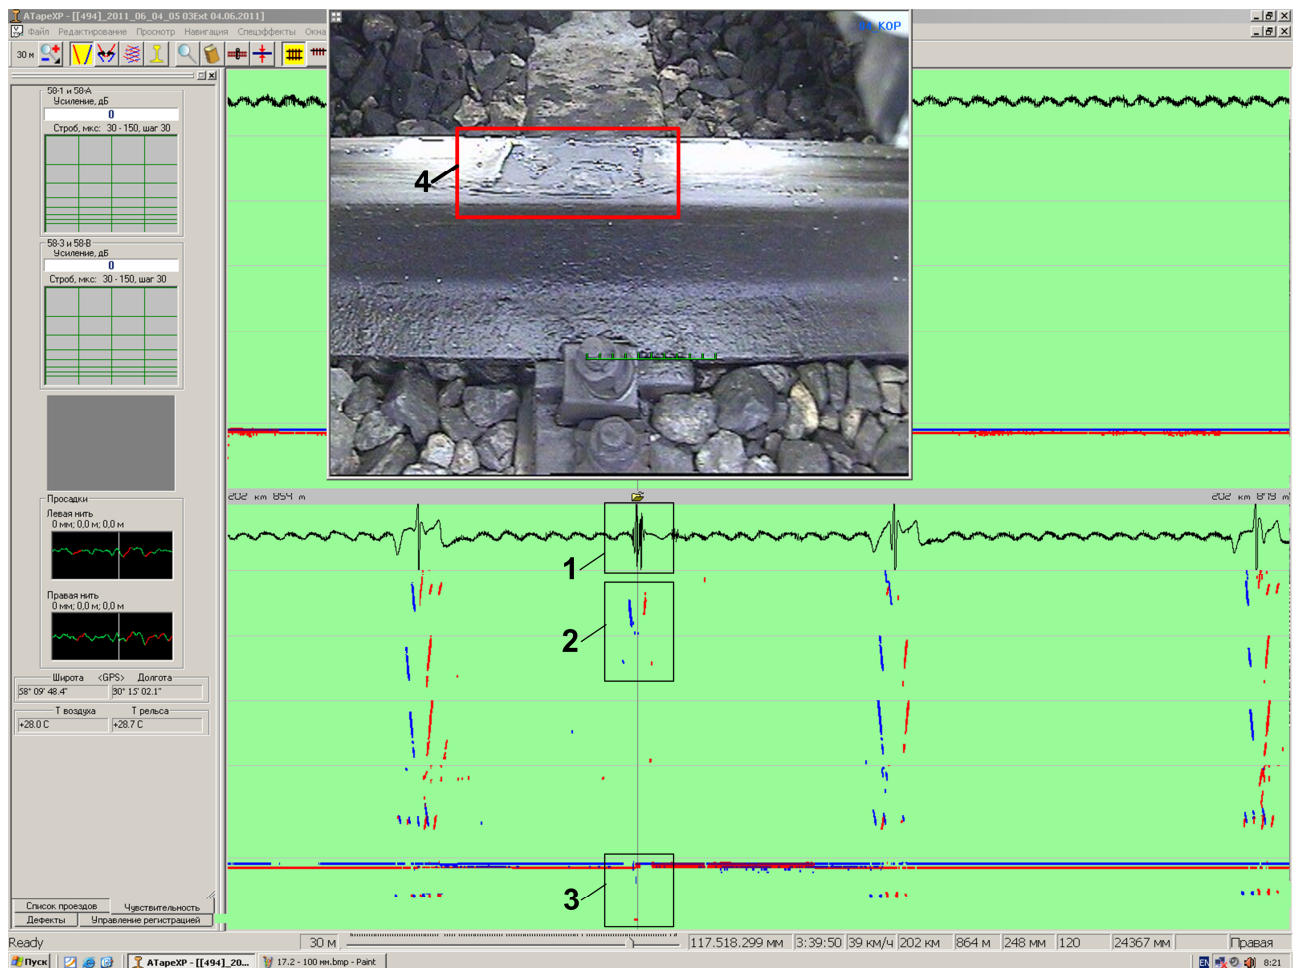 ATapeXP - [[494]_2011_06_04_05 03Ext 04.06.2011]
Файл Редактирование Просмотр Навигация Спецэффекты Окна
30 м
КОР
58-1 и 58-А
Усиление, дБ
0
Строб, мкс: 30 - 150, шаг 30
58-3 и 58-В
Усиление, дБ
0
Строб, мкс: 30 - 150, шаг 30
4
202 км 854 м
202 км 879 м
1
2
3
Просадки
Левая нить
0 мм; 0,0 м; 0,0 м
Правая нить
0 мм; 0,0 м; 0,0 м
Широта <GPS> Долгота
58° 09' 48.4" 30° 15' 02.1"
Т воздуха Т рельса
+28.0 С +28.7 С
Список проездов Чувствительность
Дефекты Управление регистрацией
Ready 30 м 117.518.299 мм 3:39:50 39 км/ч 202 км 864 м 248 мм 120 24367 мм Правая
Пуск ATapeXP - [[494]_20... 17.2 - 100 мм.bmp - Paint EN 8:21